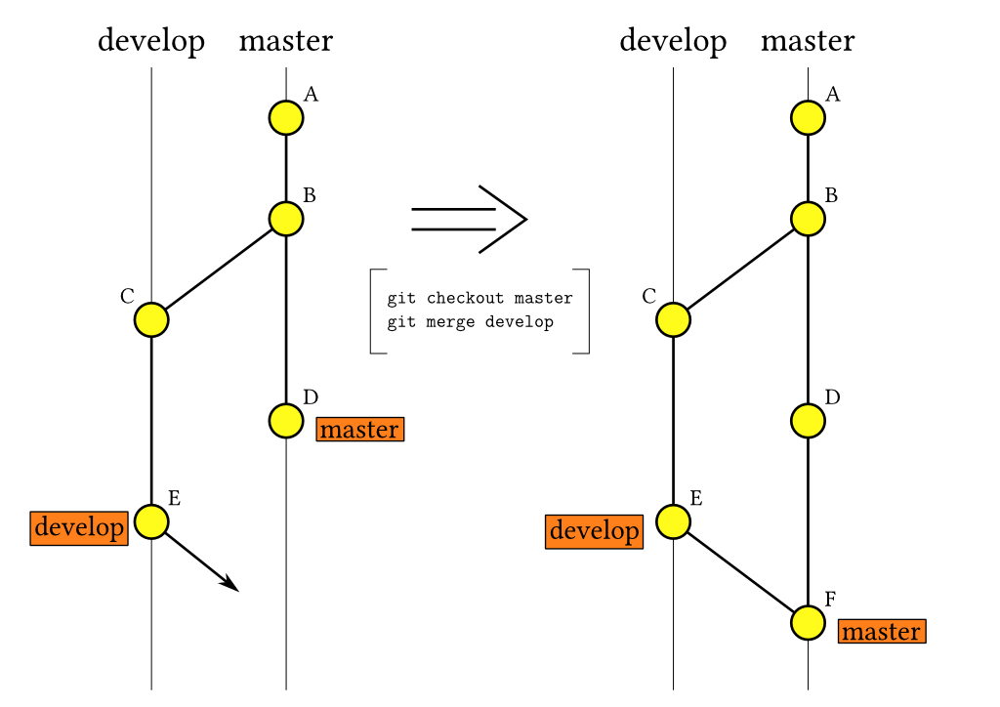 develop master
A
B
C
D
master
E
develop
git checkout master
git merge develop
develop master
A
B
C
D
E
develop
F
master